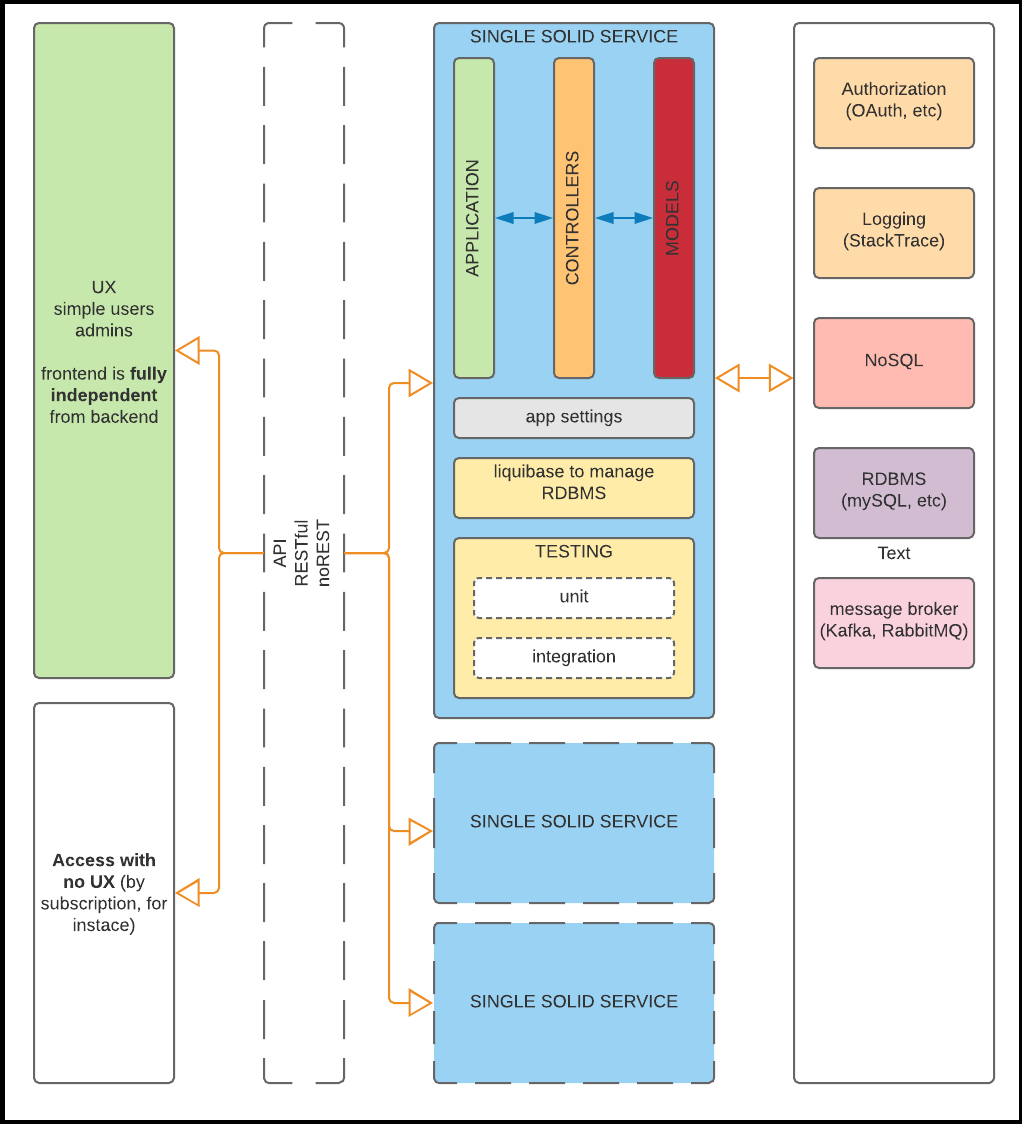 UX
simple users
admins
frontend is fully
independent
from backend
Access with
no UX (by
subscription, for
instace)
API
RESTful
noREST
SINGLE SOLID SERVICE
APPLICATION
CONTROLLERS
MODELS
app settings
liquibase to manage
RDBMS
TESTING
unit
integration
SINGLE SOLID SERVICE
SINGLE SOLID SERVICE
Authorization
(OAuth, etc)
Logging
(StackTrace)
NoSQL
RDBMS
(mySQL, etc)
Text
message broker
(Kafka, RabbitMQ)